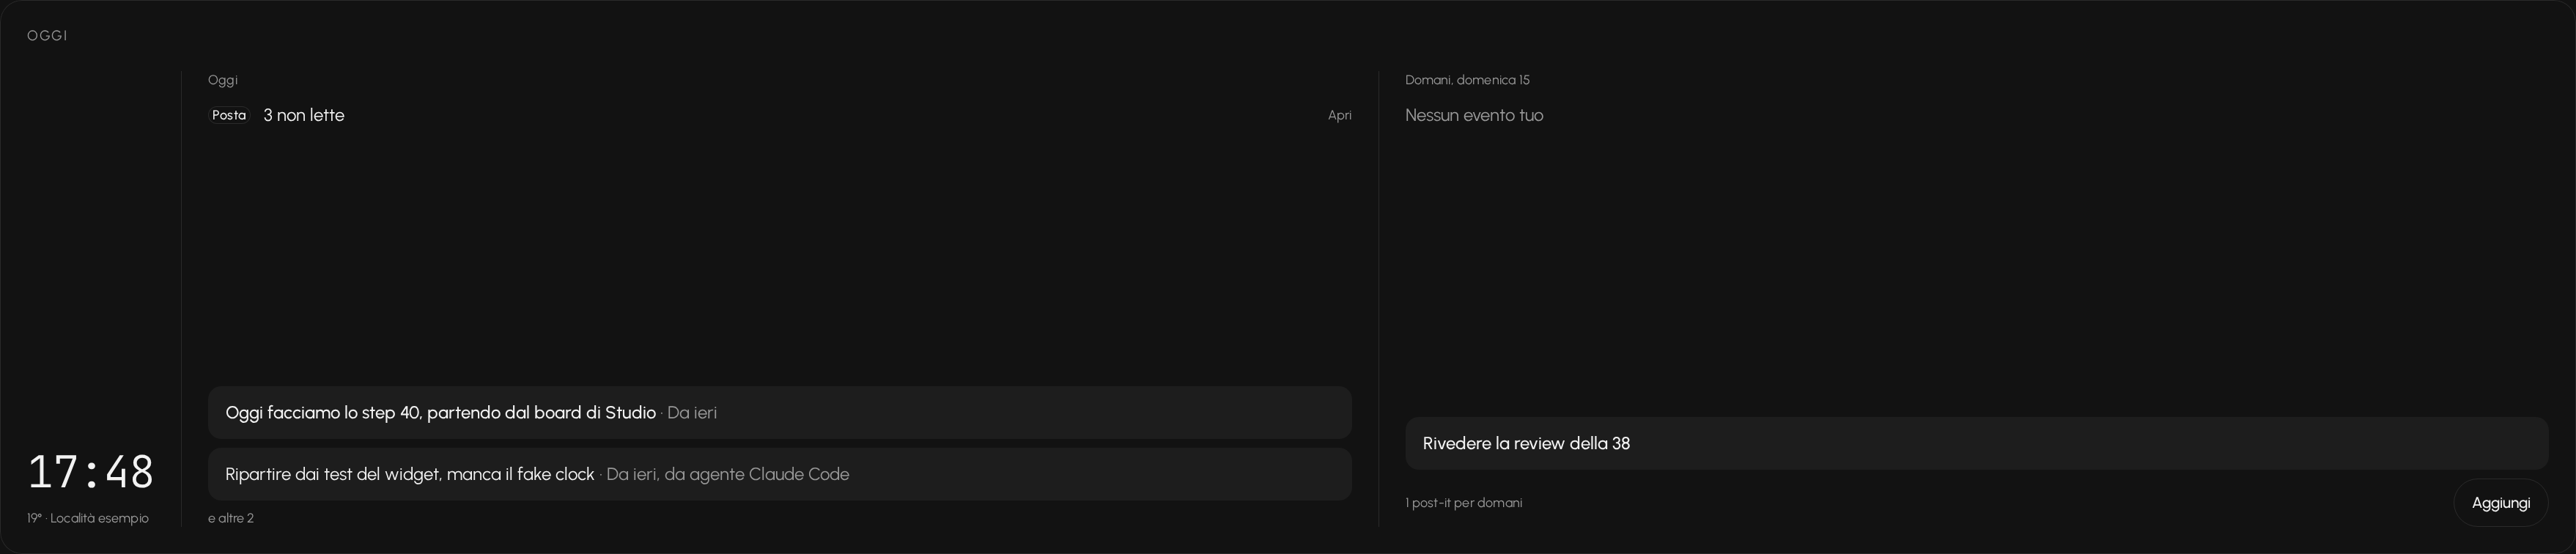 OGGI
Oggi
Posta 3 non lette Apri
Oggi facciamo lo step 40, partendo dal board di Studio · Da ieri
Ripartire dai test del widget, manca il fake clock · Da ieri, da agente Claude Code
e altre 2
17:48
19° · Località esempio
Domani, domenica 15
Nessun evento tuo
Rivedere la review della 38
1 post-it per domani
Aggiungi